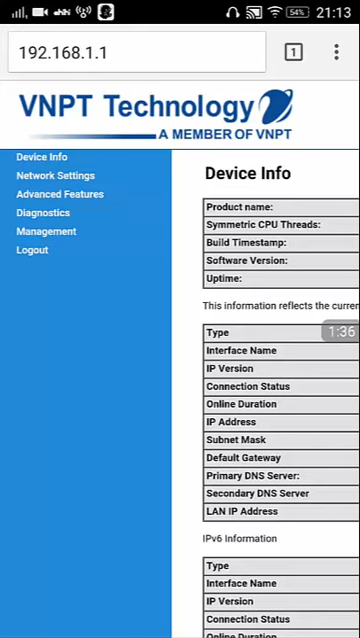 54% 21:13
192.168.1.1 1
VNPT Technology
A MEMBER OF VNPT
Device Info
Network Settings
Advanced Features
Diagnostics
Management
Logout
Device Info
Product name:
Symmetric CPU Threads:
Build Timestamp:
Software Version:
Uptime:
This information reflects the curren
1:36
Type
Interface Name
IP Version
Connection Status
Online Duration
IP Address
Subnet Mask
Default Gateway
Primary DNS Server:
Secondary DNS Server
LAN IP Address
IPv6 Information
Type
Interface Name
IP Version
Connection Status
Online Duration